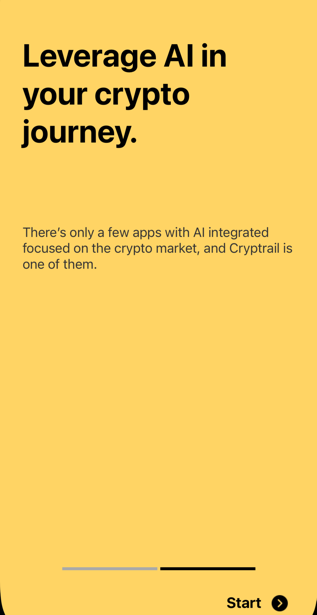 Leverage AI in
your crypto
journey.
There’s only a few apps with AI integrated
focused on the crypto market, and Cryptrail is
one of them.
Start